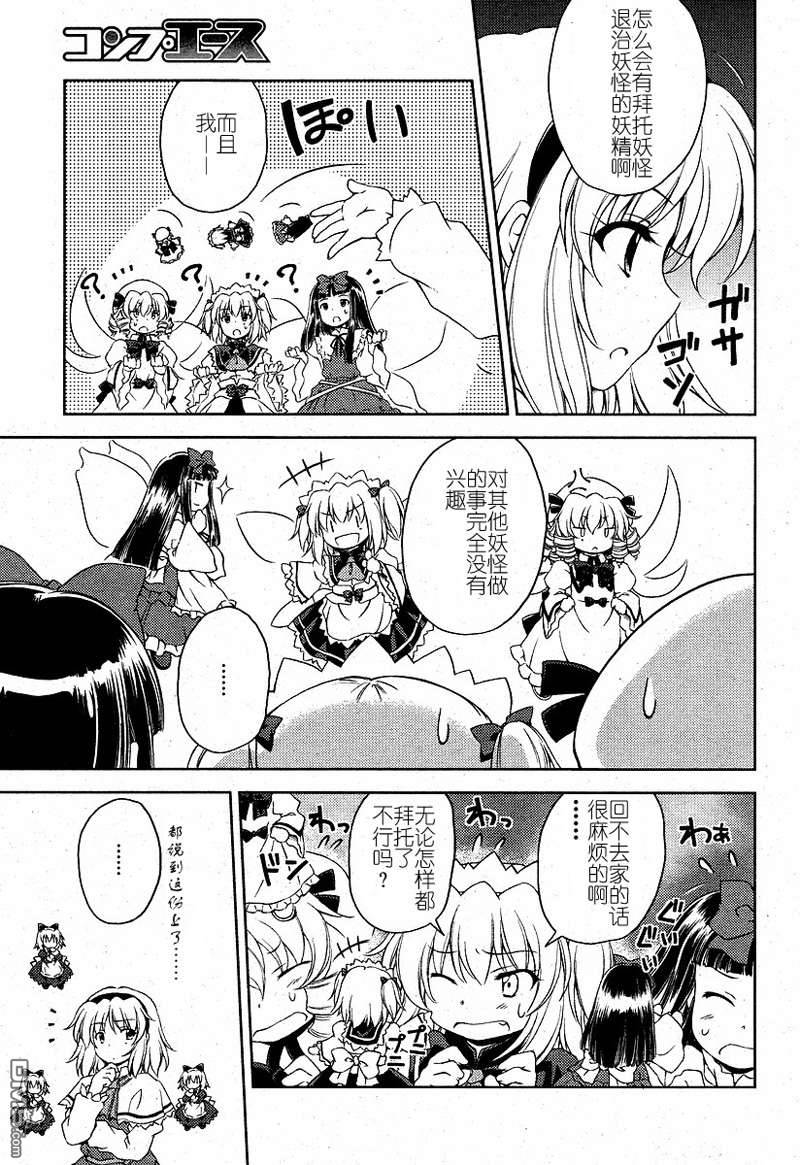 コンプエース
怎么会有拜托妖怪
退治妖怪的妖精啊
ガサ
ゴソ
ぽい
而且
我——
?
?
?
对其他妖怪做
的事完全没有
兴趣
……
回不去家的话
很麻烦的啊
……
わっ
わっ
ぐいぐい
无论怎样都
拜托了
不行吗?
ドン
プニ
プニ
都说到这份上了……
……